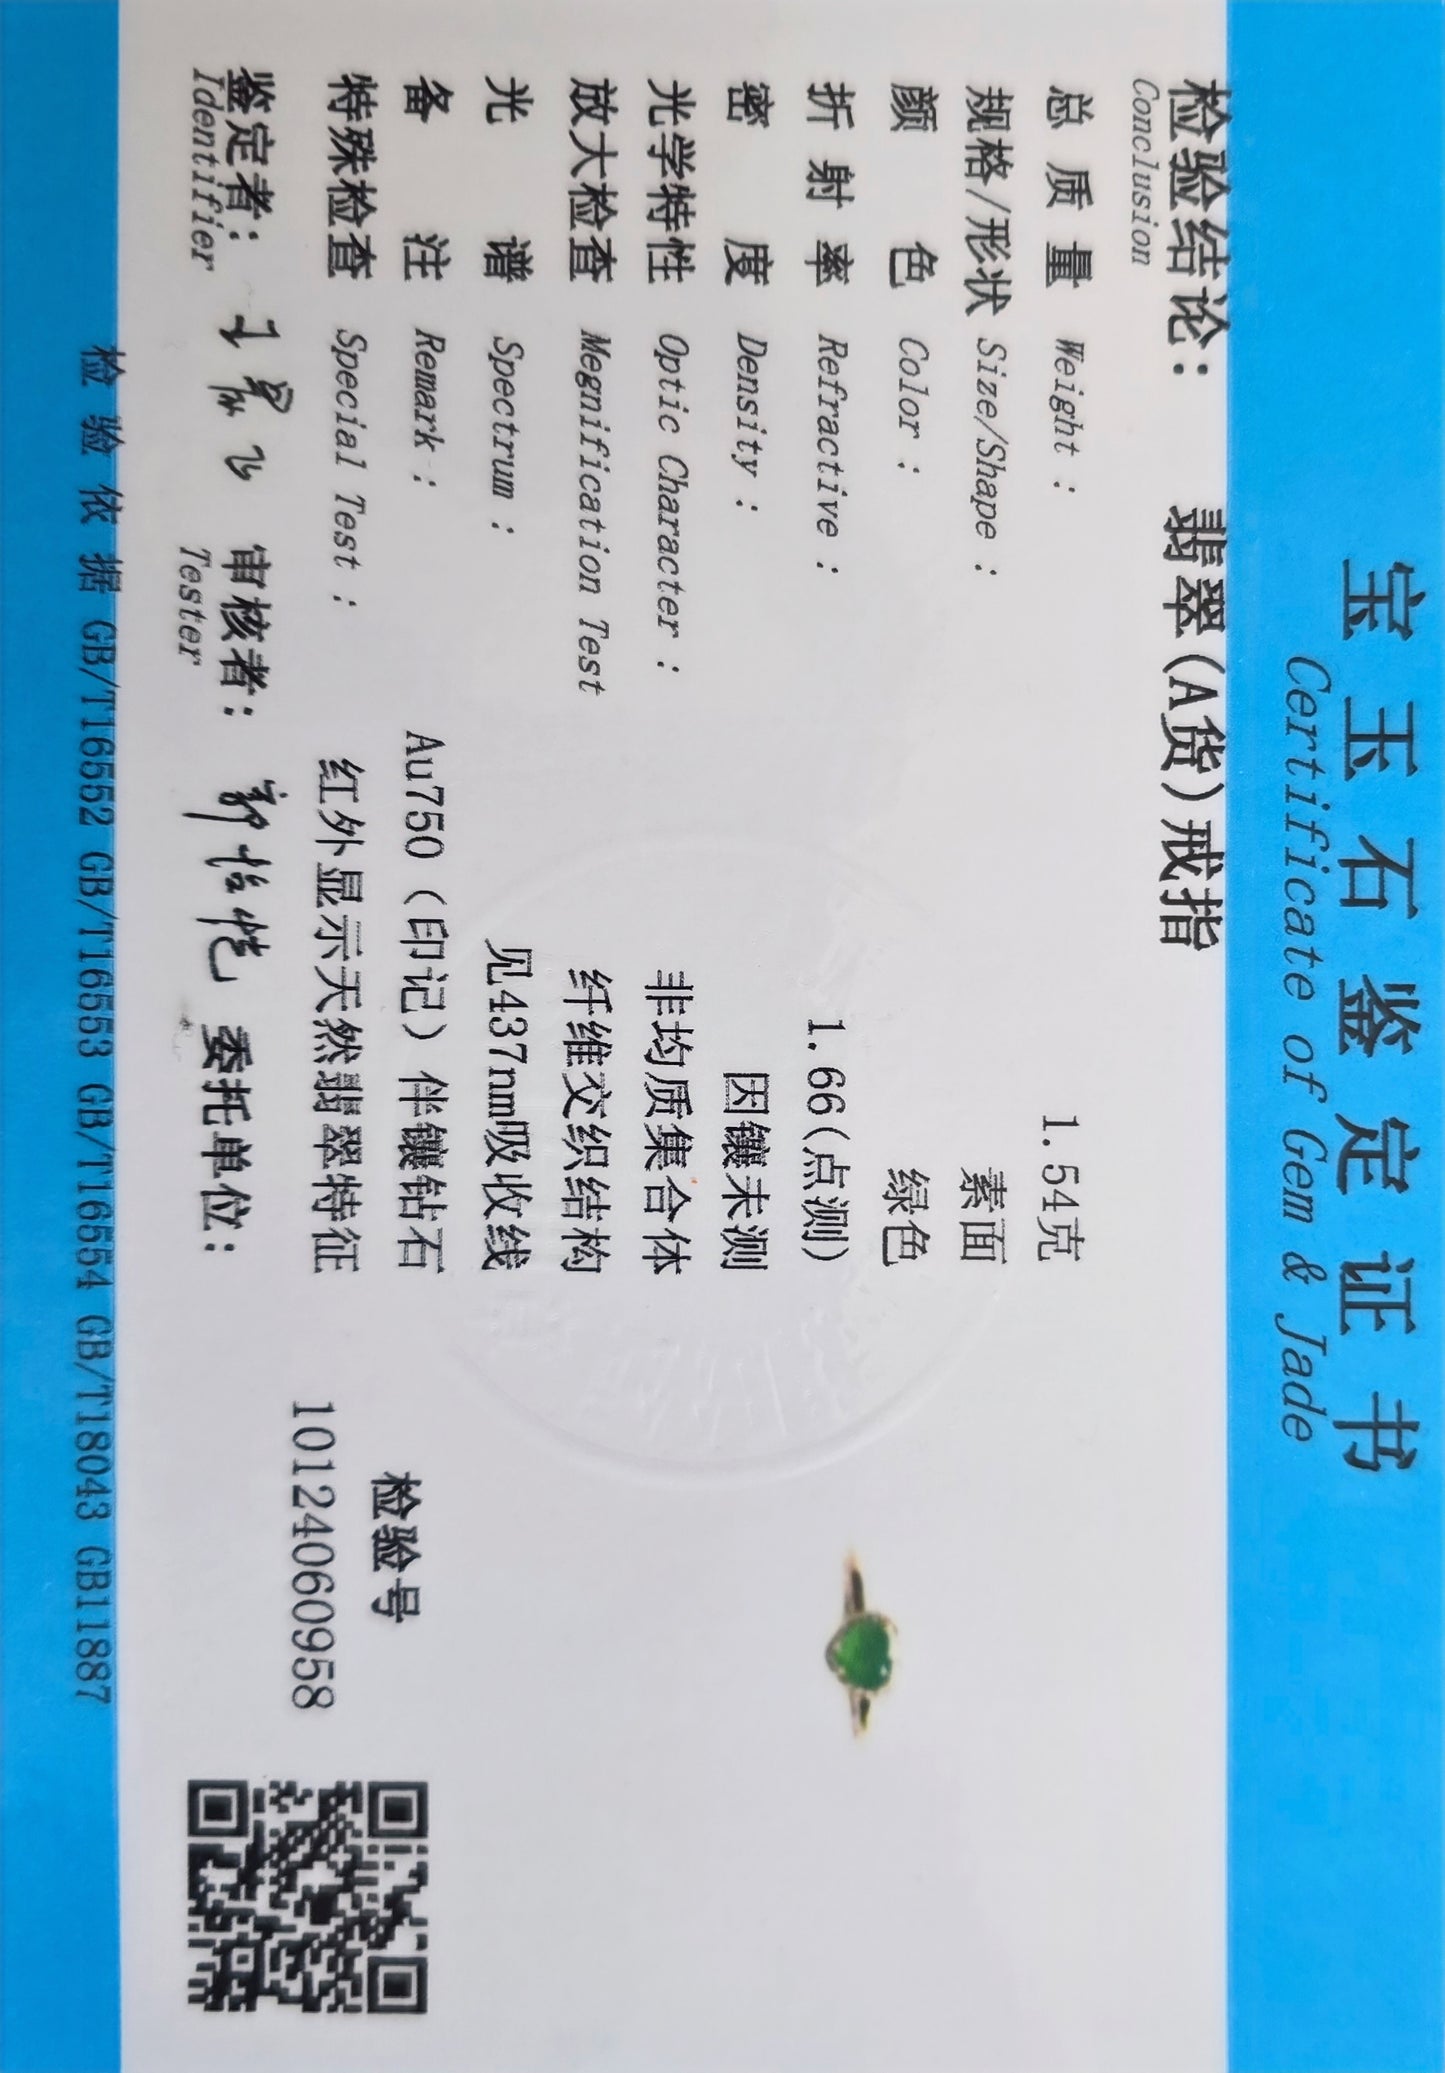 宝玉石鉴定证书
Certificate of Gem & Jade
检验结论： 翡翠(A货)戒指
Conclusion
总质量 Weight : 1.54克
规格/形状 Size/Shape : 素面
颜色 Color : 绿色
折射率 Refractive : 1.66(点测)
密度 Density : 因镶未测
光学特性 Optic Character : 非均质集合体
放大检查 Megnification Test 纤维交织结构
光谱 Spectrum : 见437nm吸收线
备注 Remark : Au750（印记）伴镶钻石
特殊检查 Special Test : 红外显示天然翡翠特征
检验号
10124060958
鉴定者： 审核者： 委托单位：
Identifier Tester
检验依据 GB/T16552 GB/T16553 GB/T16554 GB/T18043 GB11887